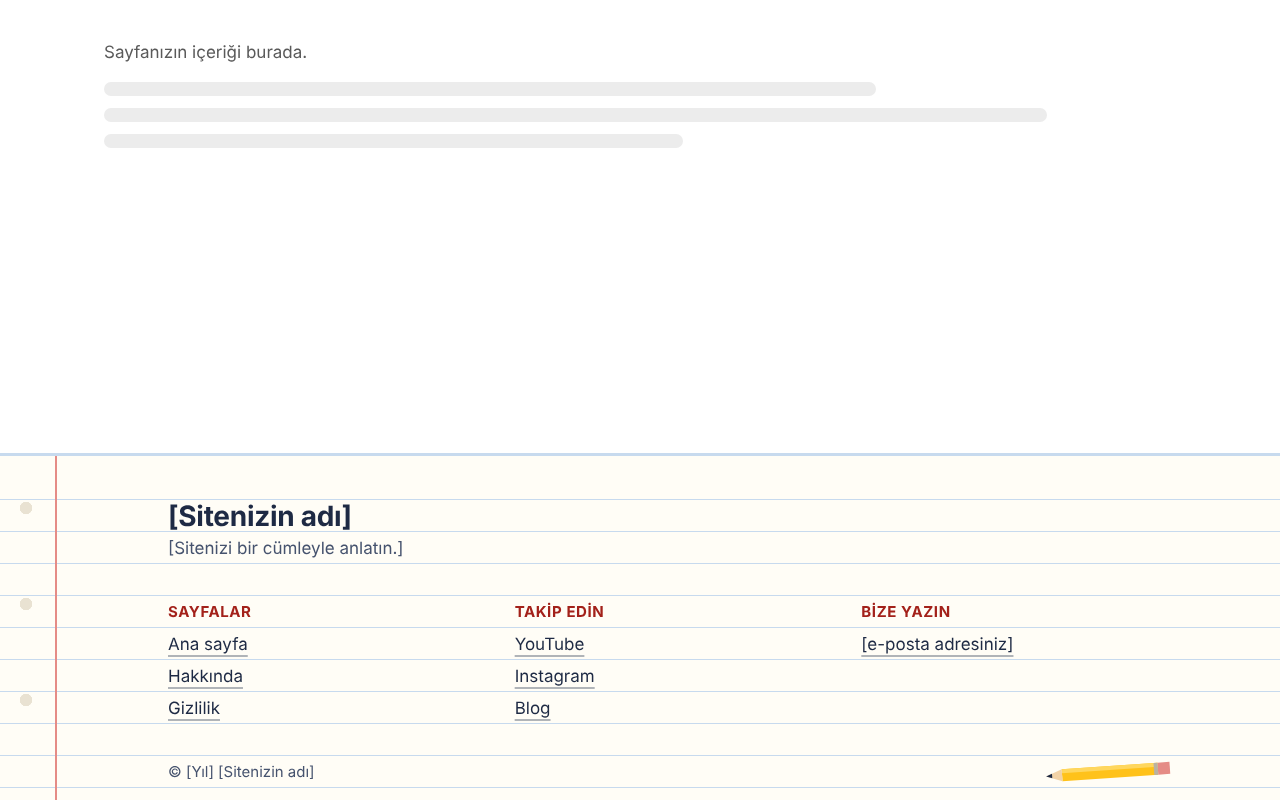 Sayfanızın içeriği burada.
[Sitenizin adı]
[Sitenizi bir cümleyle anlatın.]
SAYFALAR
Ana sayfa
Hakkında
Gizlilik
TAKİP EDİN
YouTube
Instagram
Blog
BİZE YAZIN
[e-posta adresiniz]
© [Yıl] [Sitenizin adı]